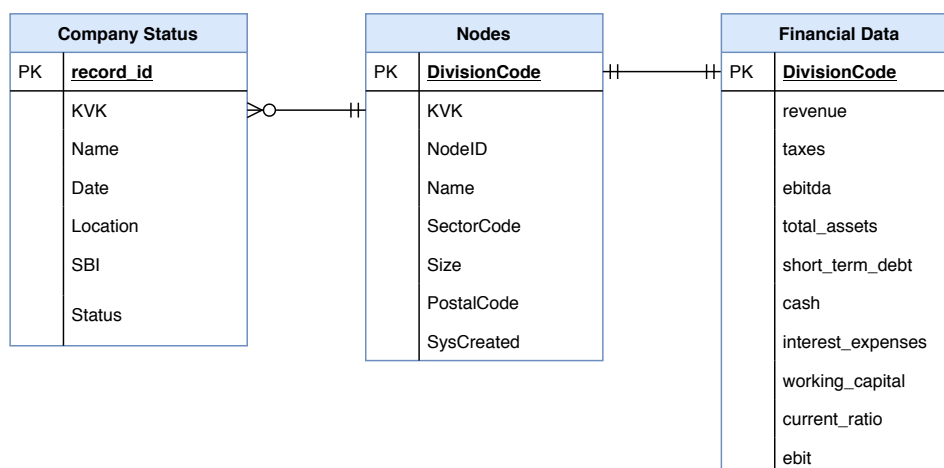 Company Status
PK record_id
KVK
Name
Date
Location
SBI
Status
Nodes
PK DivisionCode
KVK
NodeID
Name
SectorCode
Size
PostalCode
SysCreated
Financial Data
PK DivisionCode
revenue
taxes
ebitda
total_assets
short_term_debt
cash
interest_expenses
working_capital
current_ratio
ebit